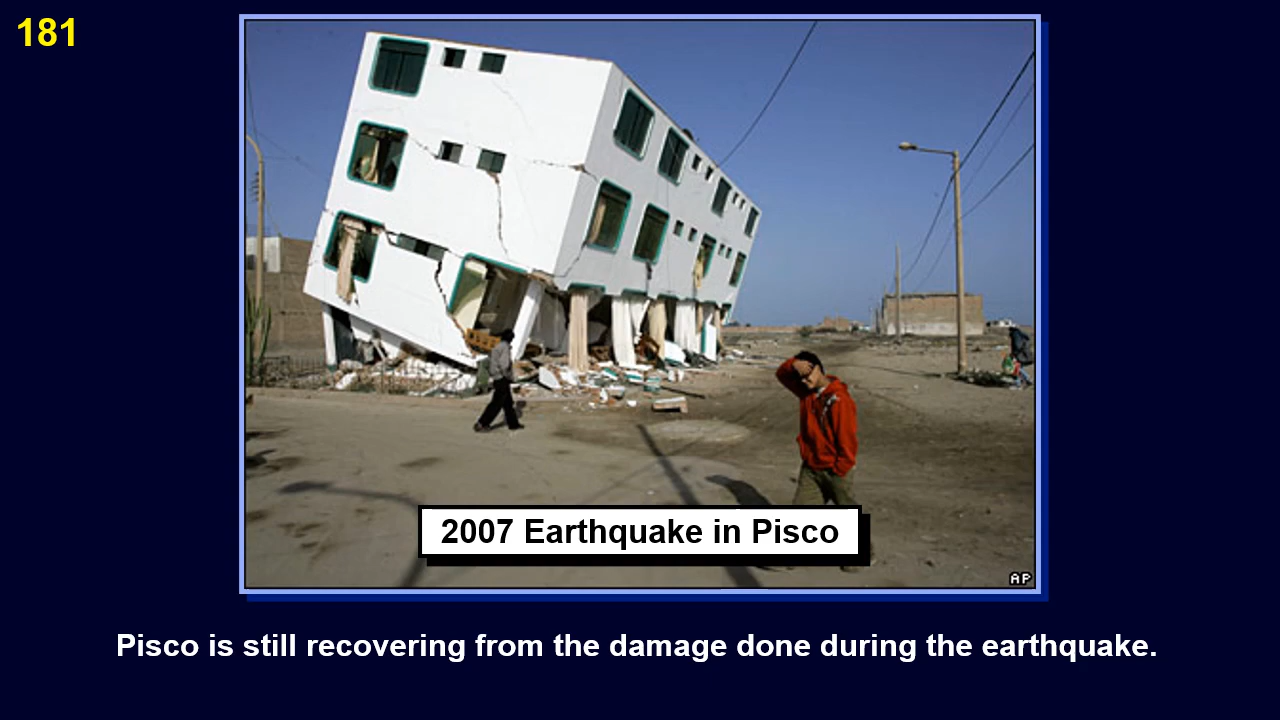 181
2007 Earthquake in Pisco
AP
Pisco is still recovering from the damage done during the earthquake.